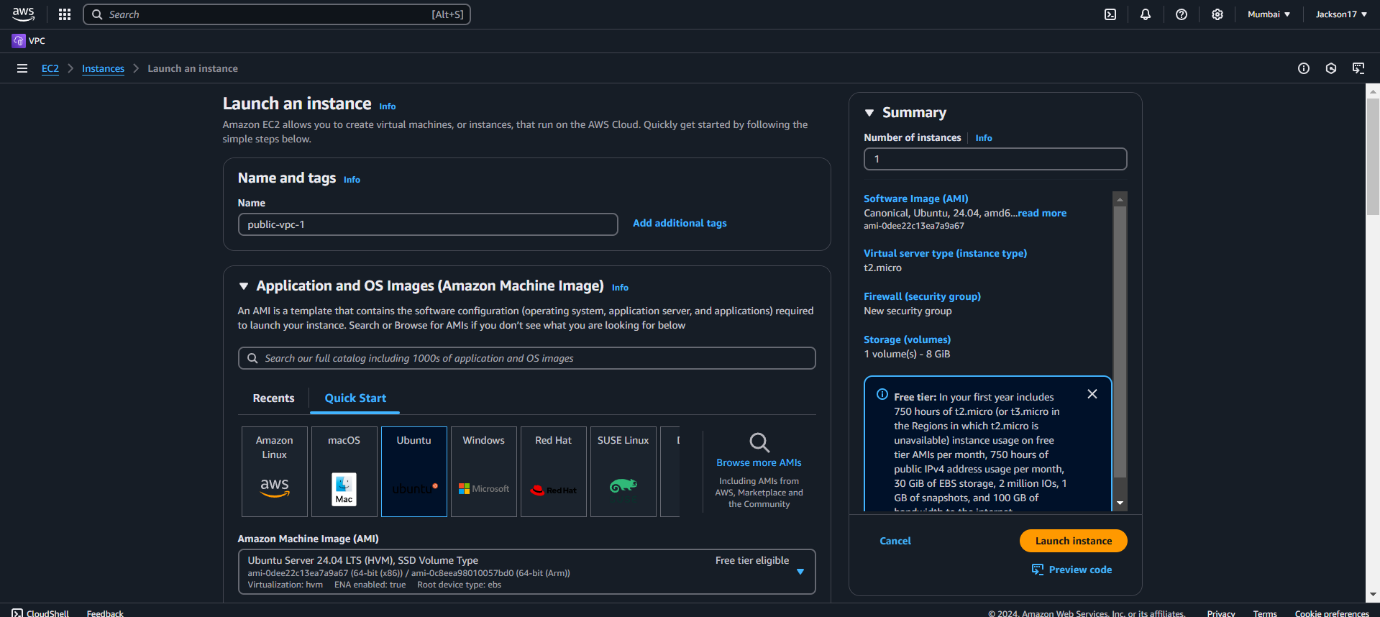 aws
Search [Alt+S]
Mumbai ▼ Jackson17 ▼
VPC
EC2 > Instances > Launch an instance
Launch an instance Info
Amazon EC2 allows you to create virtual machines, or instances, that run on the AWS Cloud. Quickly get started by following the
simple steps below.
Name and tags Info
Name
public-vpc-1
Add additional tags
▼ Application and OS Images (Amazon Machine Image) Info
An AMI is a template that contains the software configuration (operating system, application server, and applications) required
to launch your instance. Search or Browse for AMIs if you don't see what you are looking for below
Search our full catalog including 1000s of application and OS images
Recents
Quick Start
Amazon
Linux
aws
macOS
Mac
Ubuntu
ubuntu
Windows
Microsoft
Red Hat
Red Hat
SUSE Linux
Browse more AMIs
Including AMIs from
AWS, Marketplace and
the Community
Amazon Machine Image (AMI)
Ubuntu Server 24.04 LTS (HVM), SSD Volume Type
Free tier eligible
ami-0dee22c13ea7a9a67 (64-bit (x86)) / ami-0c8eea98010057bd0 (64-bit (Arm))
Virtualization: hvm ENA enabled: true Root device type: ebs
▼ Summary
Number of instances Info
1
Software Image (AMI)
Canonical, Ubuntu, 24.04, amd6...read more
ami-0dee22c13ea7a9a67
Virtual server type (instance type)
t2.micro
Firewall (security group)
New security group
Storage (volumes)
1 volume(s) - 8 GiB
Free tier: In your first year includes
750 hours of t2.micro (or t3.micro in
the Regions in which t2.micro is
unavailable) instance usage on free
tier AMIs per month, 750 hours of
public IPv4 address usage per month,
30 GiB of EBS storage, 2 million IOs, 1
GB of snapshots, and 100 GB of
bandwidth to the internet
Cancel
Launch instance
Preview code
CloudShell Feedback
© 2024, Amazon Web Services, Inc. or its affiliates. Privacy Terms Cookie preferences